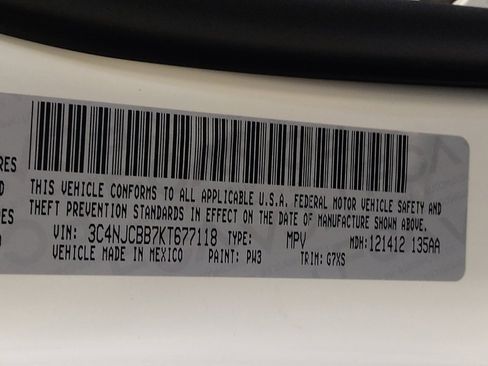 RES
THIS VEHICLE CONFORMS TO ALL APPLICABLE U.S.A. FEDERAL MOTOR VEHICLE SAFETY AND
THEFT PREVENTION STANDARDS IN EFFECT ON THE DATE OF MANUFACTURE SHOWN ABOVE.
RES
VIN: 3C4NJCBB7KT677118 TYPE: MPV MDH: 121412 135AA
VEHICLE MADE IN MEXICO PAINT: PW3 TRIM: G7XS